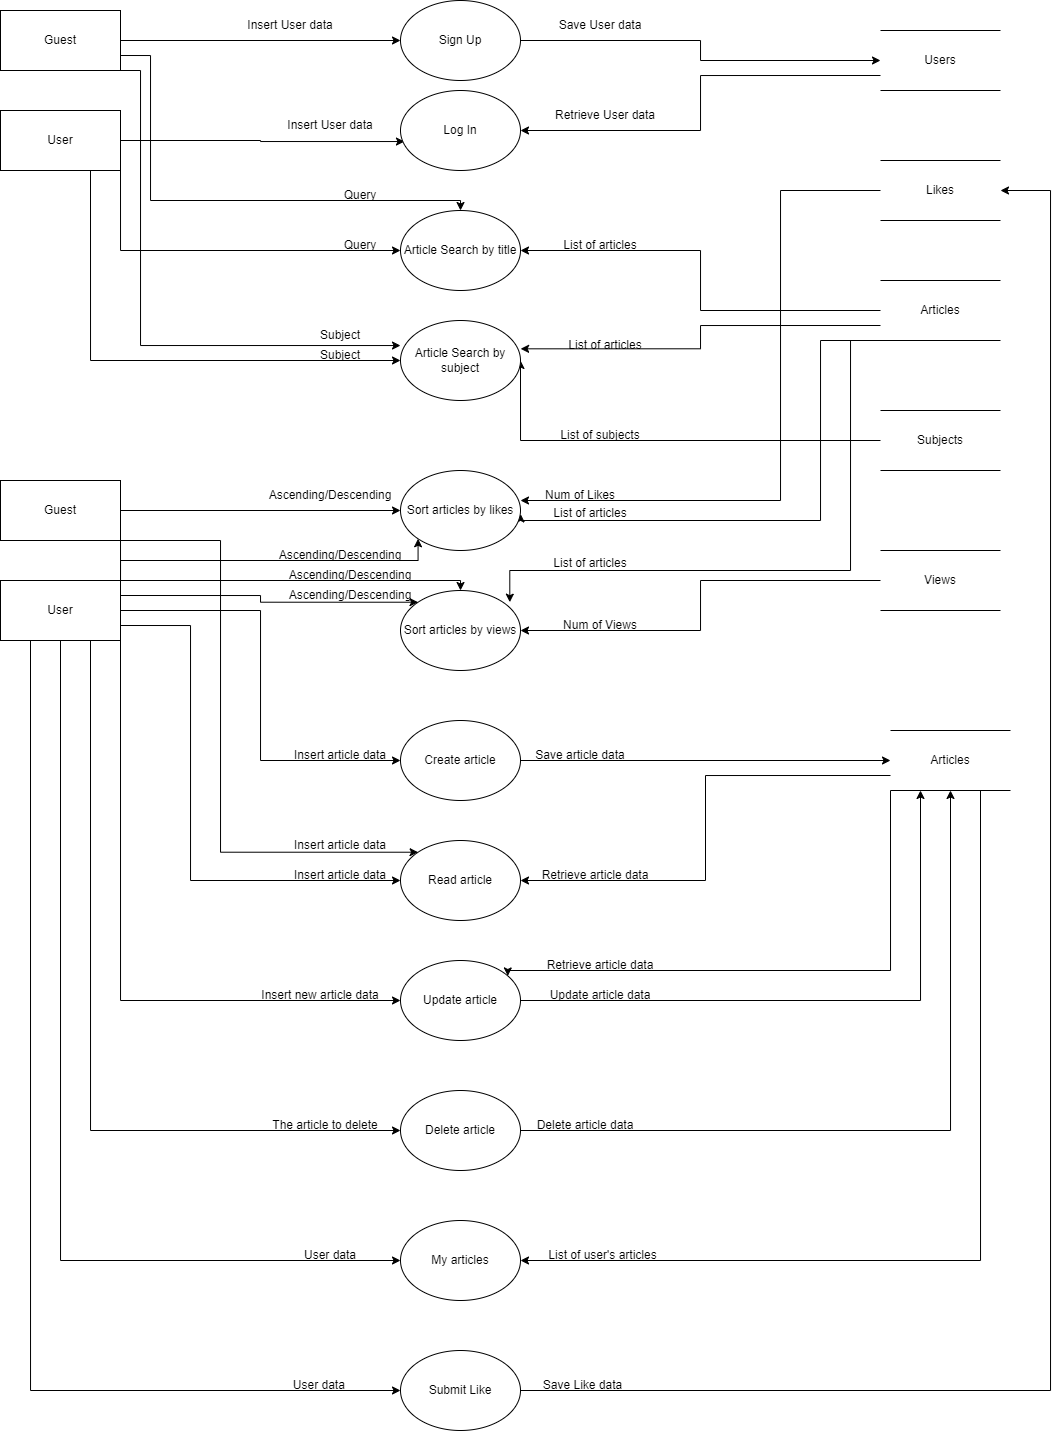 Insert User data
Save User data
Guest
Sign Up
Users
Retrieve User data
Insert User data
Log In
User
Likes
Query
Query
Article Search by title
List of articles
Articles
Subject
Subject
Article Search by
subject
List of articles
List of subjects
Subjects
Ascending/Descending
Num of Likes
Guest
Sort articles by likes
List of articles
Ascending/Descending
List of articles
Ascending/Descending
Views
Ascending/Descending
User
Sort articles by views
Num of Views
Insert article data
Create article
Save article data
Articles
Insert article data
Insert article data
Read article
Retrieve article data
Retrieve article data
Insert new article data
Update article
Update article data
The article to delete
Delete article
Delete article data
User data
My articles
List of user's articles
User data
Submit Like
Save Like data